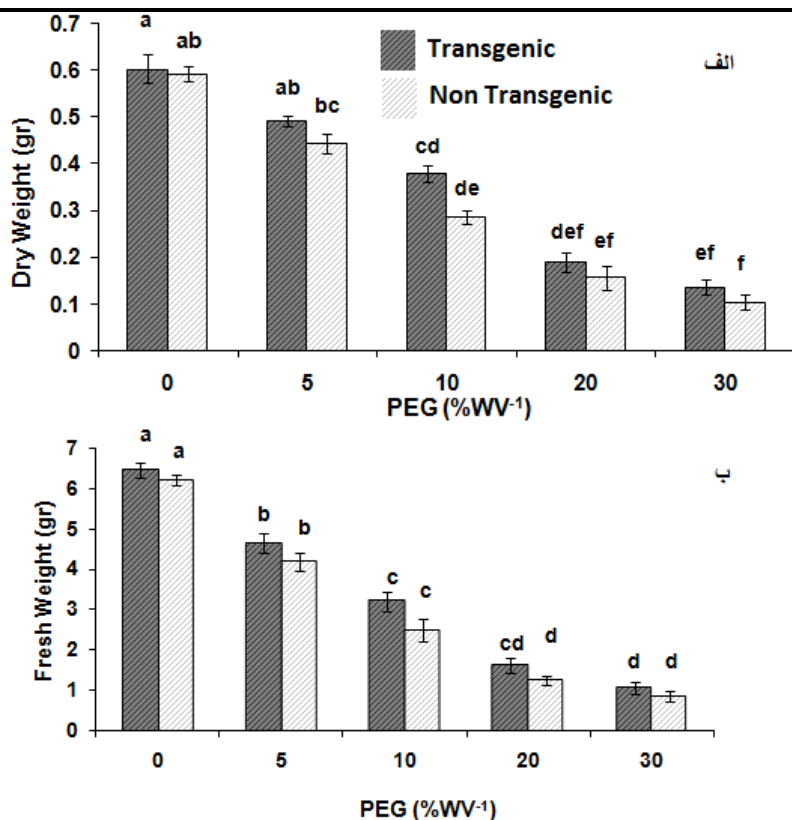 0.7
0.6
0.5
0.4
0.3
0.2
0.1
0
Dry Weight (gr)
a
ab
ab
bc
cd
de
def
ef
ef
f
Transgenic
Non Transgenic
الف
0 5 10 20 30
PEG (%WV-1)
7
6
5
4
3
2
1
0
Fresh Weight (gr)
a
a
b
b
c
c
cd
d
d
d
0 5 10 20 30
PEG (%WV-1)